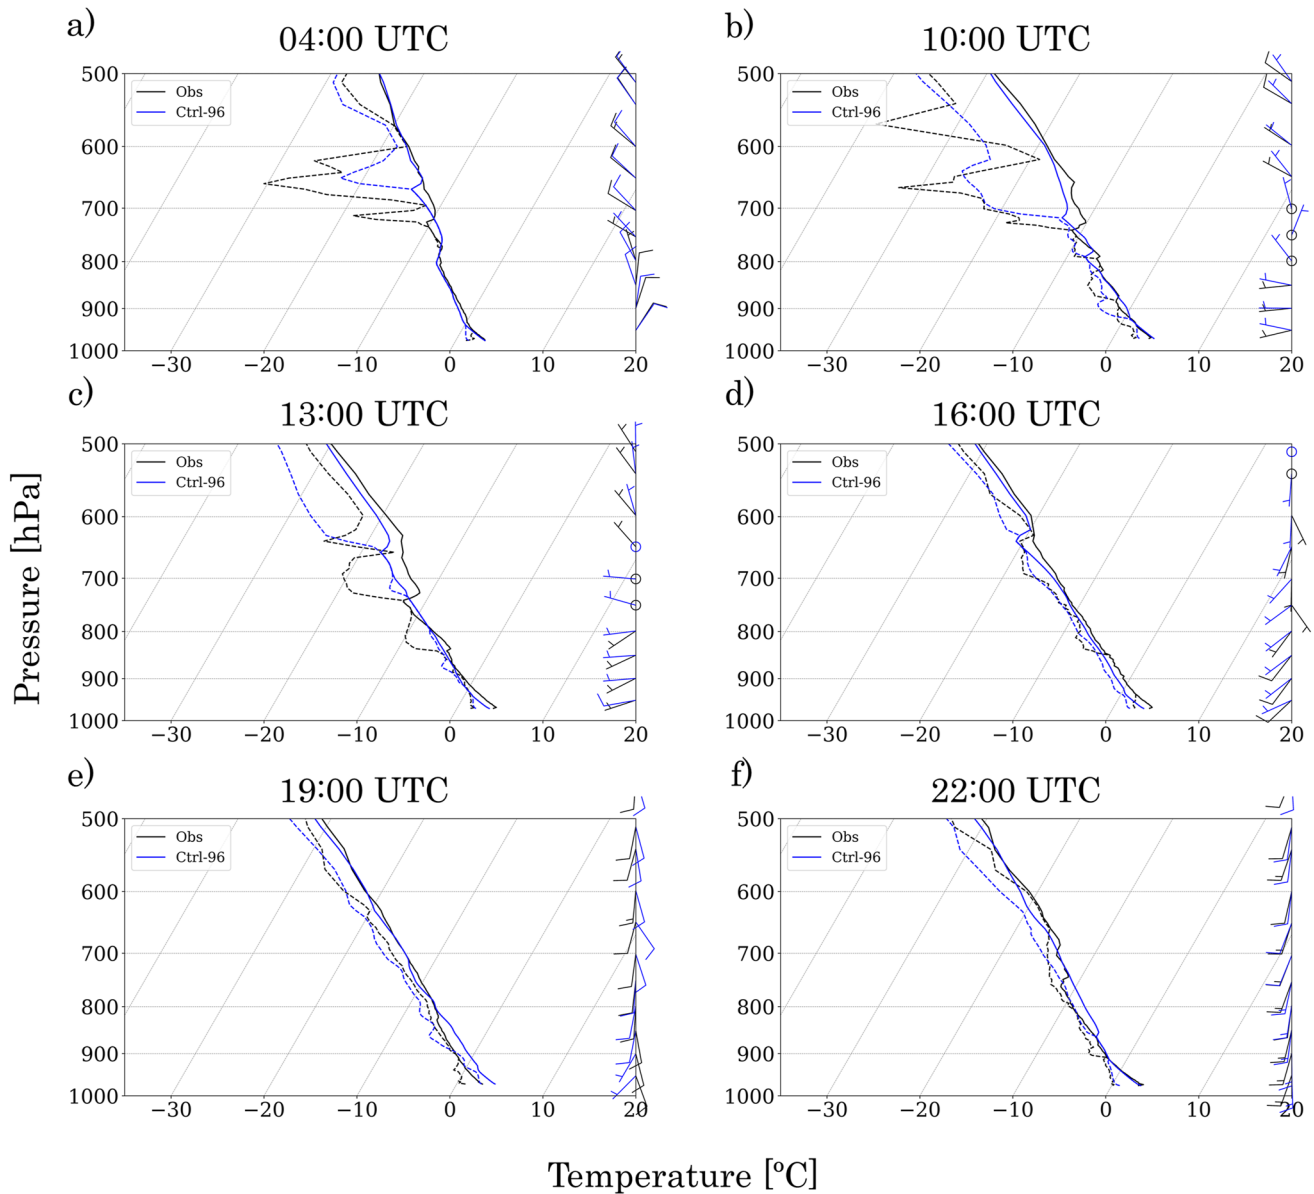 a)
04:00 UTC
b)
10:00 UTC
500
600
700
800
900
1000
Obs
Ctrl-96
−30 −20 −10 0 10 20
500
600
700
800
900
1000
Obs
Ctrl-96
−30 −20 −10 0 10 20
c)
13:00 UTC
d)
16:00 UTC
500
600
700
800
900
1000
Obs
Ctrl-96
−30 −20 −10 0 10 20
500
600
700
800
900
1000
Obs
Ctrl-96
−30 −20 −10 0 10 20
Pressure [hPa]
e)
19:00 UTC
f)
22:00 UTC
500
600
700
800
900
1000
Obs
Ctrl-96
−30 −20 −10 0 10 20
500
600
700
800
900
1000
Obs
Ctrl-96
−30 −20 −10 0 10 20
Temperature [ºC]